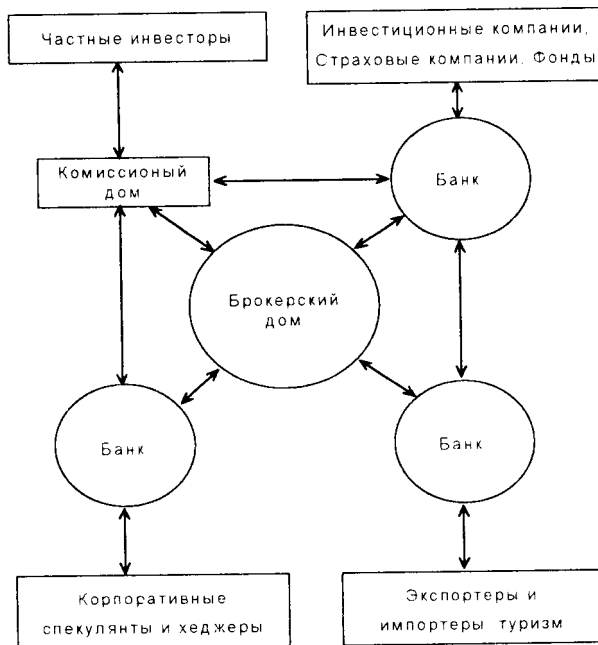 Частные инвесторы
Инвестиционные компании,
Страховые компании, Фонды
Комиссионый
дом
Банк
Брокерский
дом
Банк
Банк
Корпоративные
спекулянты и хеджеры
Экспортеры и
импортеры туризм